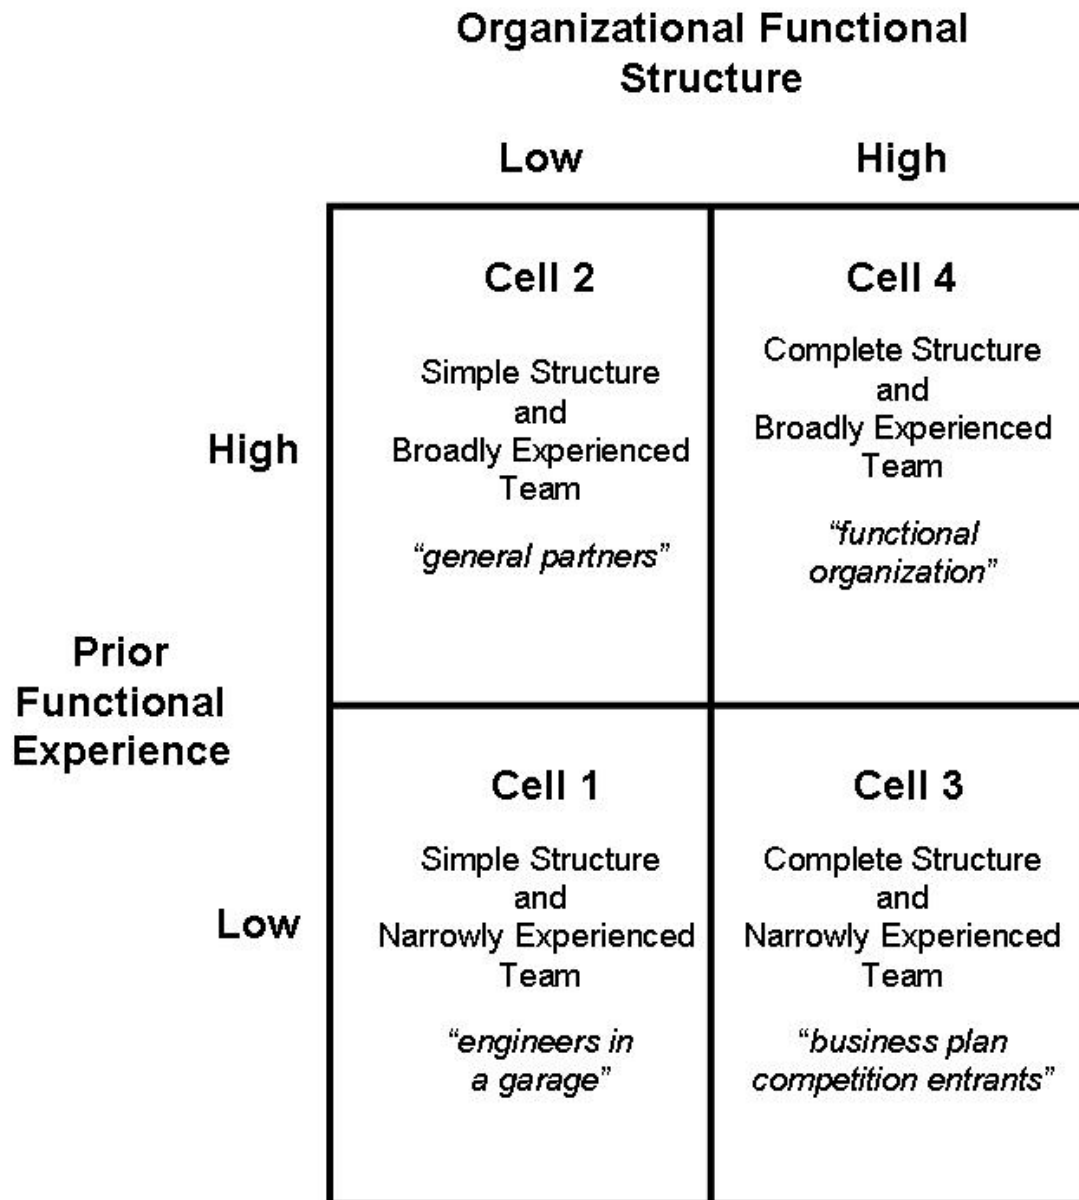 Organizational Functional
Structure
Low
High
Cell 2
Simple Structure
and
Broadly Experienced
Team
“general partners”
Cell 4
Complete Structure
and
Broadly Experienced
Team
“functional
organization”
High
Prior
Functional
Experience
Low
Cell 1
Simple Structure
and
Narrowly Experienced
Team
“engineers in
a garage”
Cell 3
Complete Structure
and
Narrowly Experienced
Team
“business plan
competition entrants”